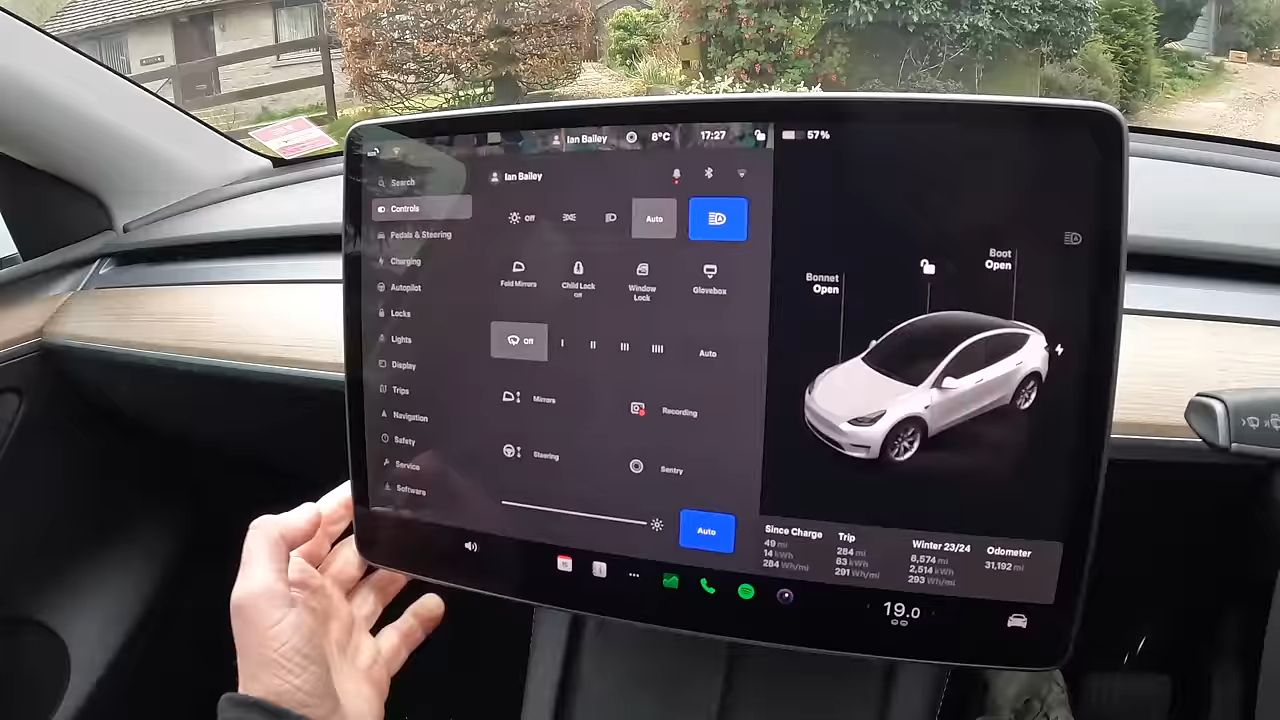 Ian Bailey 8°C 17:27 57%
Search
Controls
Pedals & Steering
Charging
Autopilot
Locks
Lights
Display
Trips
Navigation
Safety
Service
Software
Ian Bailey
Off Auto
Fold Mirrors
Child Lock
Off
Window
Lock
Glovebox
Off I II III IIII Auto
Mirrors
Recording
Steering
Sentry
Auto
Bonnet
Open
Boot
Open
Since Charge
49 mi
14 kWh
284 Wh/mi
Trip
284 mi
83 kWh
291 Wh/mi
Winter 23/24
8,574 mi
2,514 kWh
293 Wh/mi
Odometer
31,192 mi
19.0